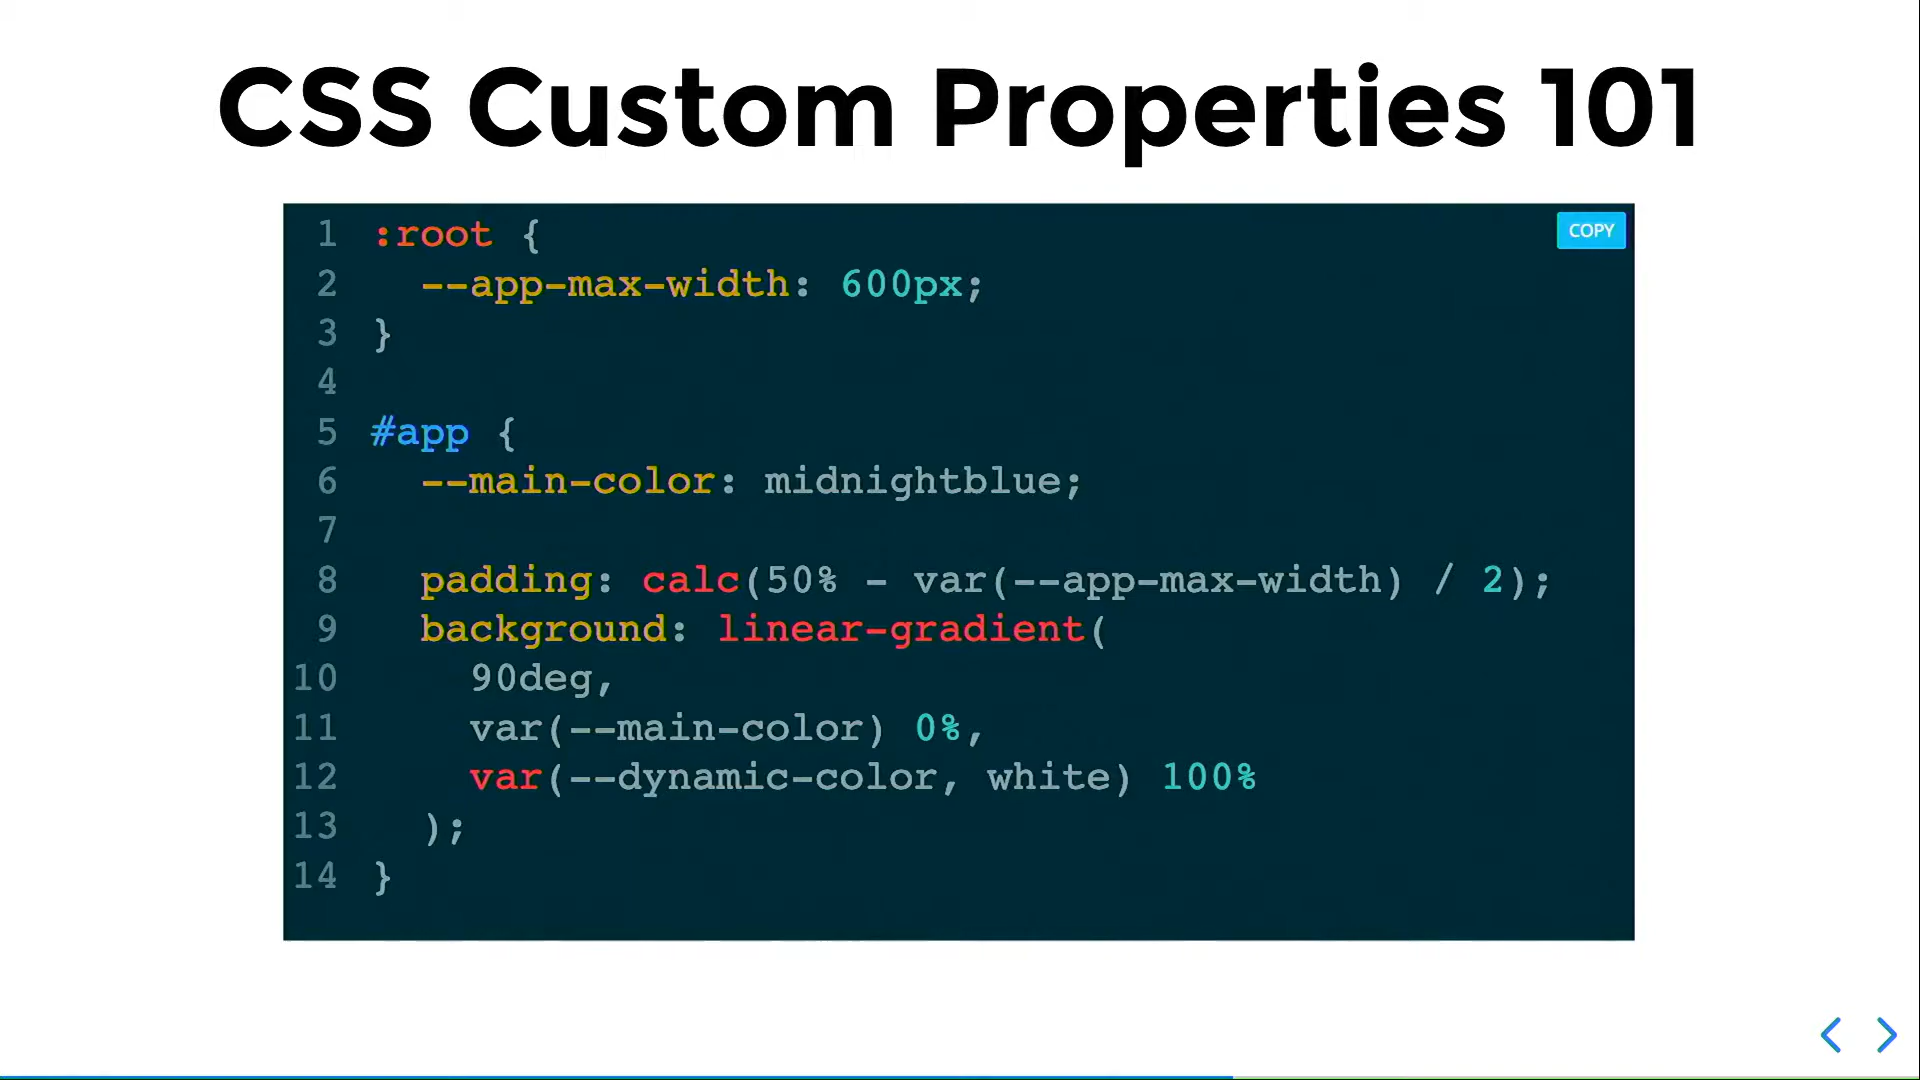 CSS Custom Properties 101
COPY
1 :root {
2   --app-max-width: 600px;
3 }
4
5 #app {
6   --main-color: midnightblue;
7
8   padding: calc(50% - var(--app-max-width) / 2);
9   background: linear-gradient(
10     90deg,
11     var(--main-color) 0%,
12     var(--dynamic-color, white) 100%
13   );
14 }